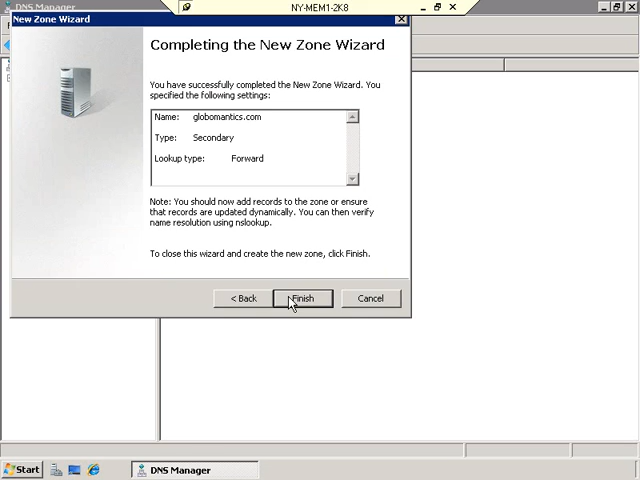 DNS Manager
NY-MEM1-2K8
New Zone Wizard
Completing the New Zone Wizard
You have successfully completed the New Zone Wizard. You
specified the following settings:
Name: globomantics.com
Type: Secondary
Lookup type: Forward
Note: You should now add records to the zone or ensure
that records are updated dynamically. You can then verify
name resolution using nslookup.
To close this wizard and create the new zone, click Finish.
< Back
Finish
Cancel
Start
DNS Manager